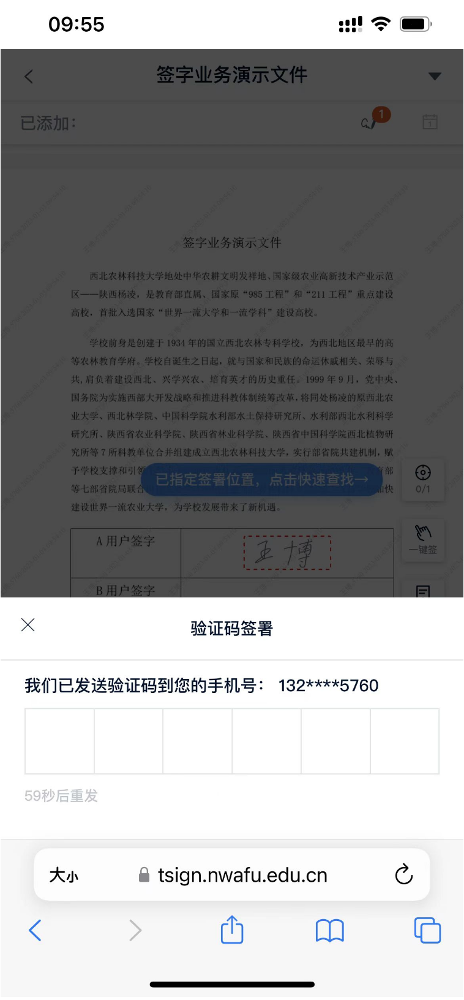 09:55
签字业务演示文件
已添加：
1
1
签字业务演示文件
西北农林科技大学地处中华农耕文明发祥地、国家级农业高新技术产业示范
区——陕西杨凌，是教育部直属、国家原“985 工程”和“211 工程”重点建设
高校，首批入选国家“世界一流大学和一流学科”建设高校。
学校前身是创建于 1934 年的国立西北农林专科学校，为西北地区最早的高
等农林教育学府。学校自诞生之日起，就与国家和民族的命运休戚相关、荣辱与
共，肩负着建设西北、兴学兴农、培育英才的历史重任。1999 年 9 月，党中央、
国务院为实施西部大开发战略和推进科教体制统筹改革，将同处杨凌的原西北农
业大学、西北林学院、中国科学院水利部水土保持研究所、水利部西北水利科学
研究所、陕西省农业科学院、陕西省林业科学院、陕西省中国科学院西北植物研
究所等 7 所科教单位合并组建成立西北农林科技大学，实行部省院共建机制，赋
予学校支撑和引领
育部
已指定签署位置，点击快速查找→
0/1
等七部省院局联合
加快
建设世界一流农业大学，为学校发展带来了新机遇。
A 用户签字
王博
一键签
B 用户签字
验证码签署
我们已发送验证码到您的手机号： 132****5760
59秒后重发
大小 tsign.nwafu.edu.cn